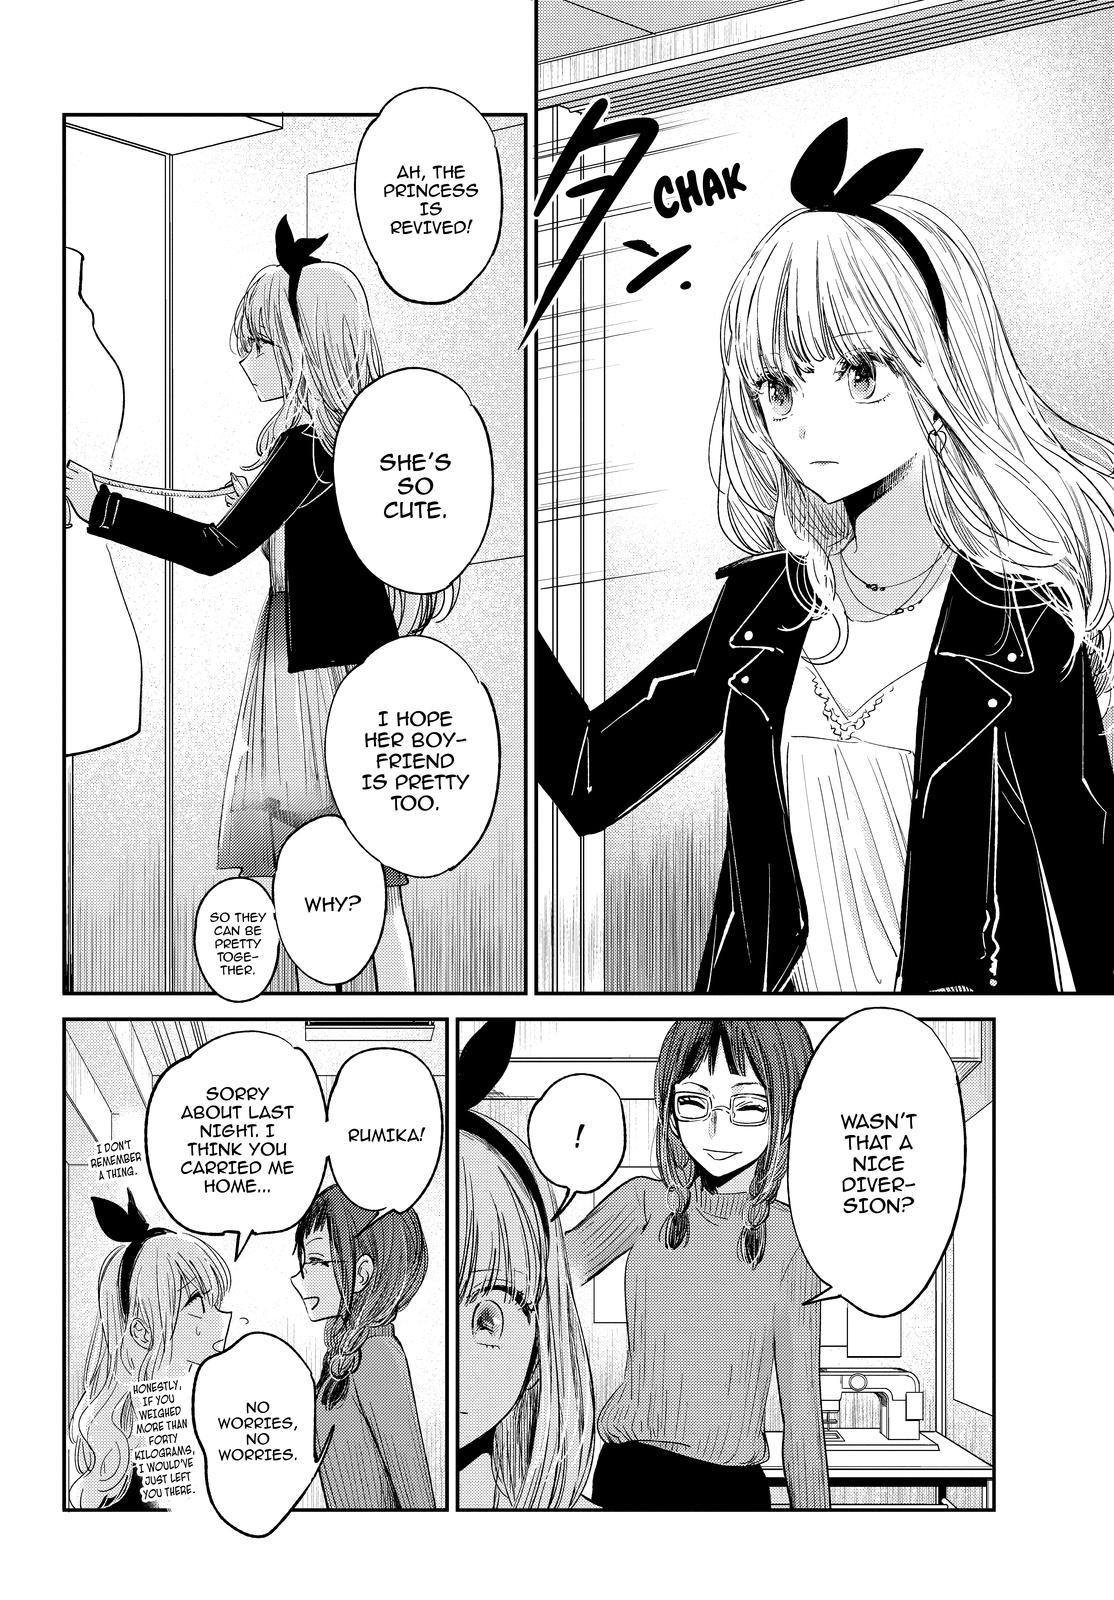 タン.
CHAK
AH, THE
PRINCESS
IS
REVIVED!
SHE'S
SO
CUTE.
I HOPE
HER BOY-
FRIEND
IS PRETTY
TOO.
WHY?
SO THEY
CAN BE
PRETTY
TOGE-
THER.
WASN'T
THAT A
NICE
DIVER-
SION?
!
RUMIKA!
SORRY
ABOUT LAST
NIGHT. I
THINK YOU
CARRIED ME
HOME...
I DON'T
REMEMBER
A THING.
NO
WORRIES,
NO
WORRIES.
HONESTLY,
IF YOU
WEIGHED
MORE THAN
FORTY
KILOGRAMS,
I WOULD'VE
JUST LEFT
YOU THERE.